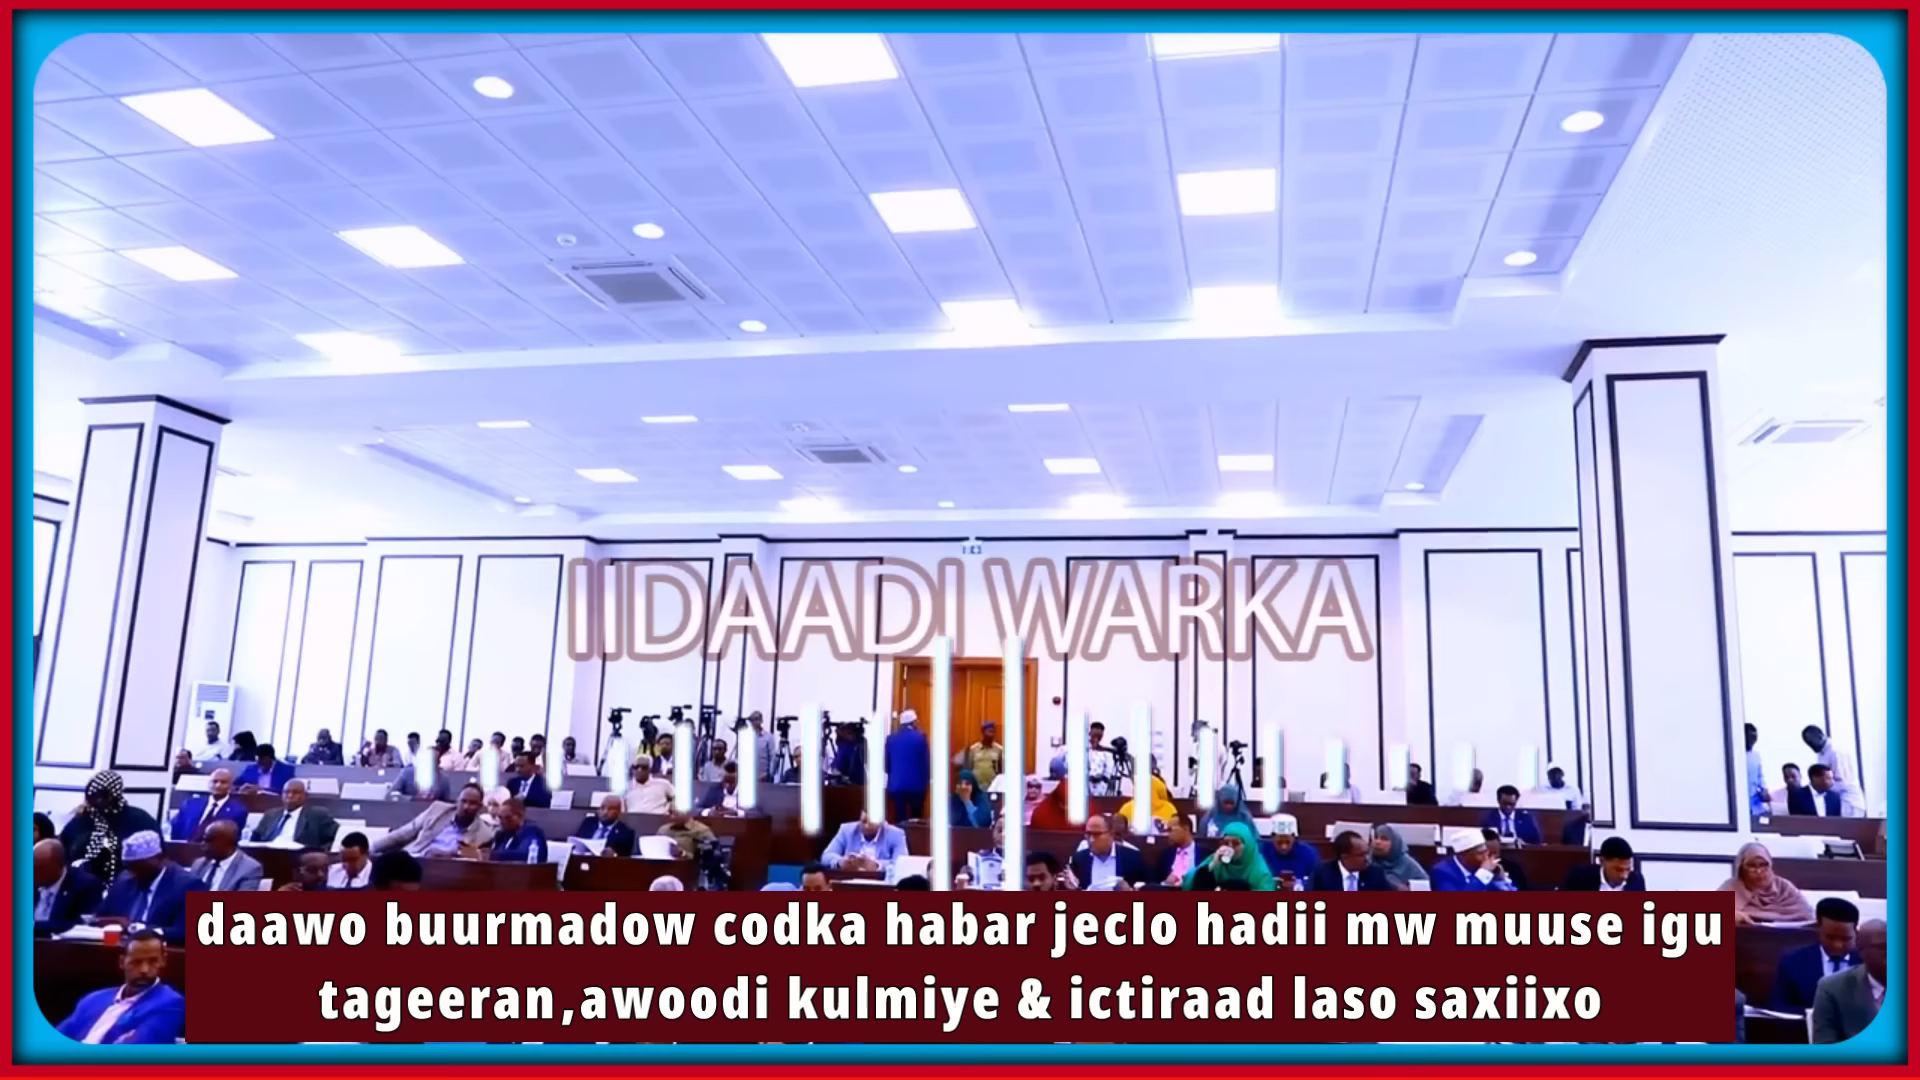 IIDAADI WARKA
daawo buurmadow codka habar jeclo hadii mw muuse igu
tageeran,awoodi kulmiye & ictiraad laso saxiixo